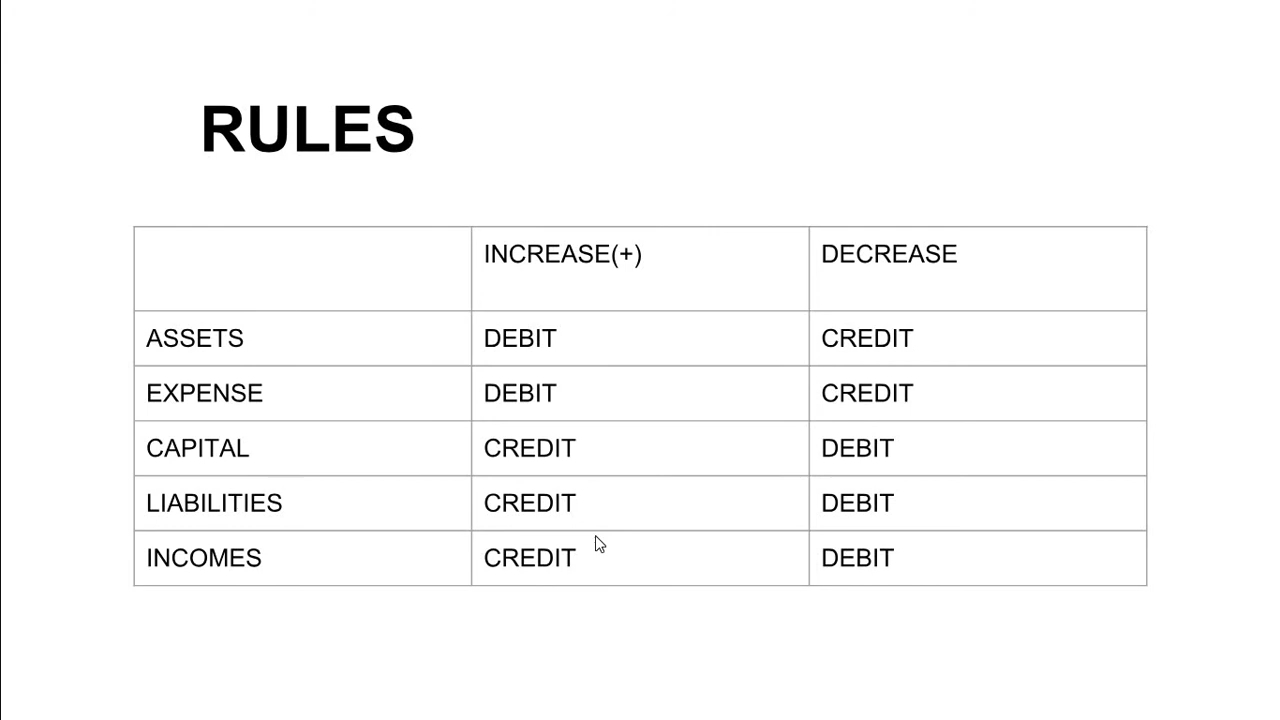 RULES
INCREASE(+) DECREASE
ASSETS DEBIT CREDIT
EXPENSE DEBIT CREDIT
CAPITAL CREDIT DEBIT
LIABILITIES CREDIT DEBIT
INCOMES CREDIT DEBIT